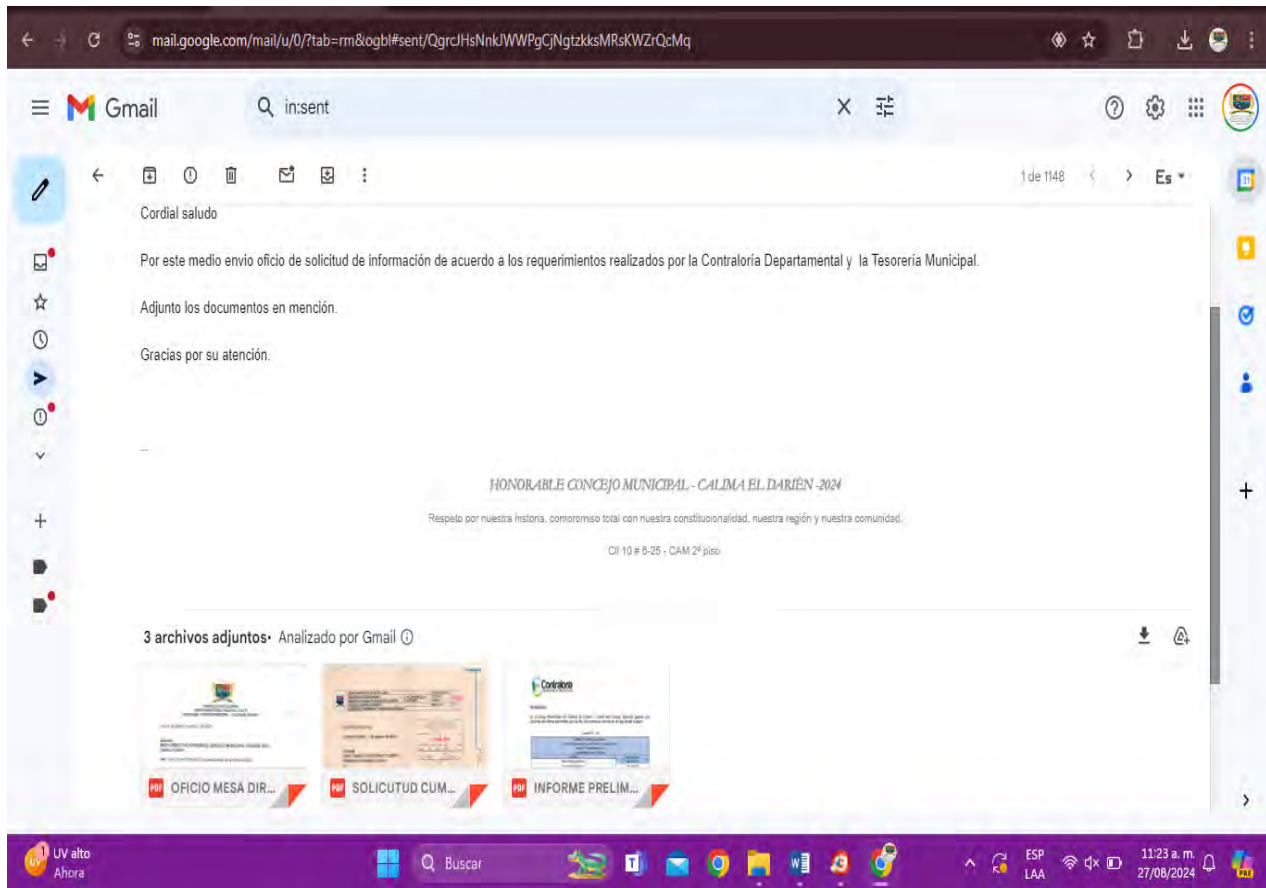 mail.google.com/mail/u/0/?tab=rm&ogbl#sent/QgrcJHsNnkJWWPgCjNgtzkksMRsKWZrQcMq
Gmail
in:sent
1 de 1148
Es
31
Cordial saludo
Por este medio envio oficio de solicitud de información de acuerdo a los requerimientos realizados por la Contraloría Departamental y la Tesorería Municipal.
Adjunto los documentos en mención.
Gracias por su atención.
--
HONORABLE CONCEJO MUNICIPAL - CALIMA EL DARIÉN -2024
Respeto por nuestra historia, compromiso total con nuestra constitucionalidad, nuestra región y nuestra comunidad.
Cll 10 # 6-25 - CAM 2º piso
3 archivos adjuntos• Analizado por Gmail
Contraloría
PDF OFICIO MESA DIR...
PDF SOLICUTUD CUM...
PDF INFORME PRELIM...
UV alto
Ahora
Buscar
ESP
LAA
11:23 a. m.
27/08/2024
PRE